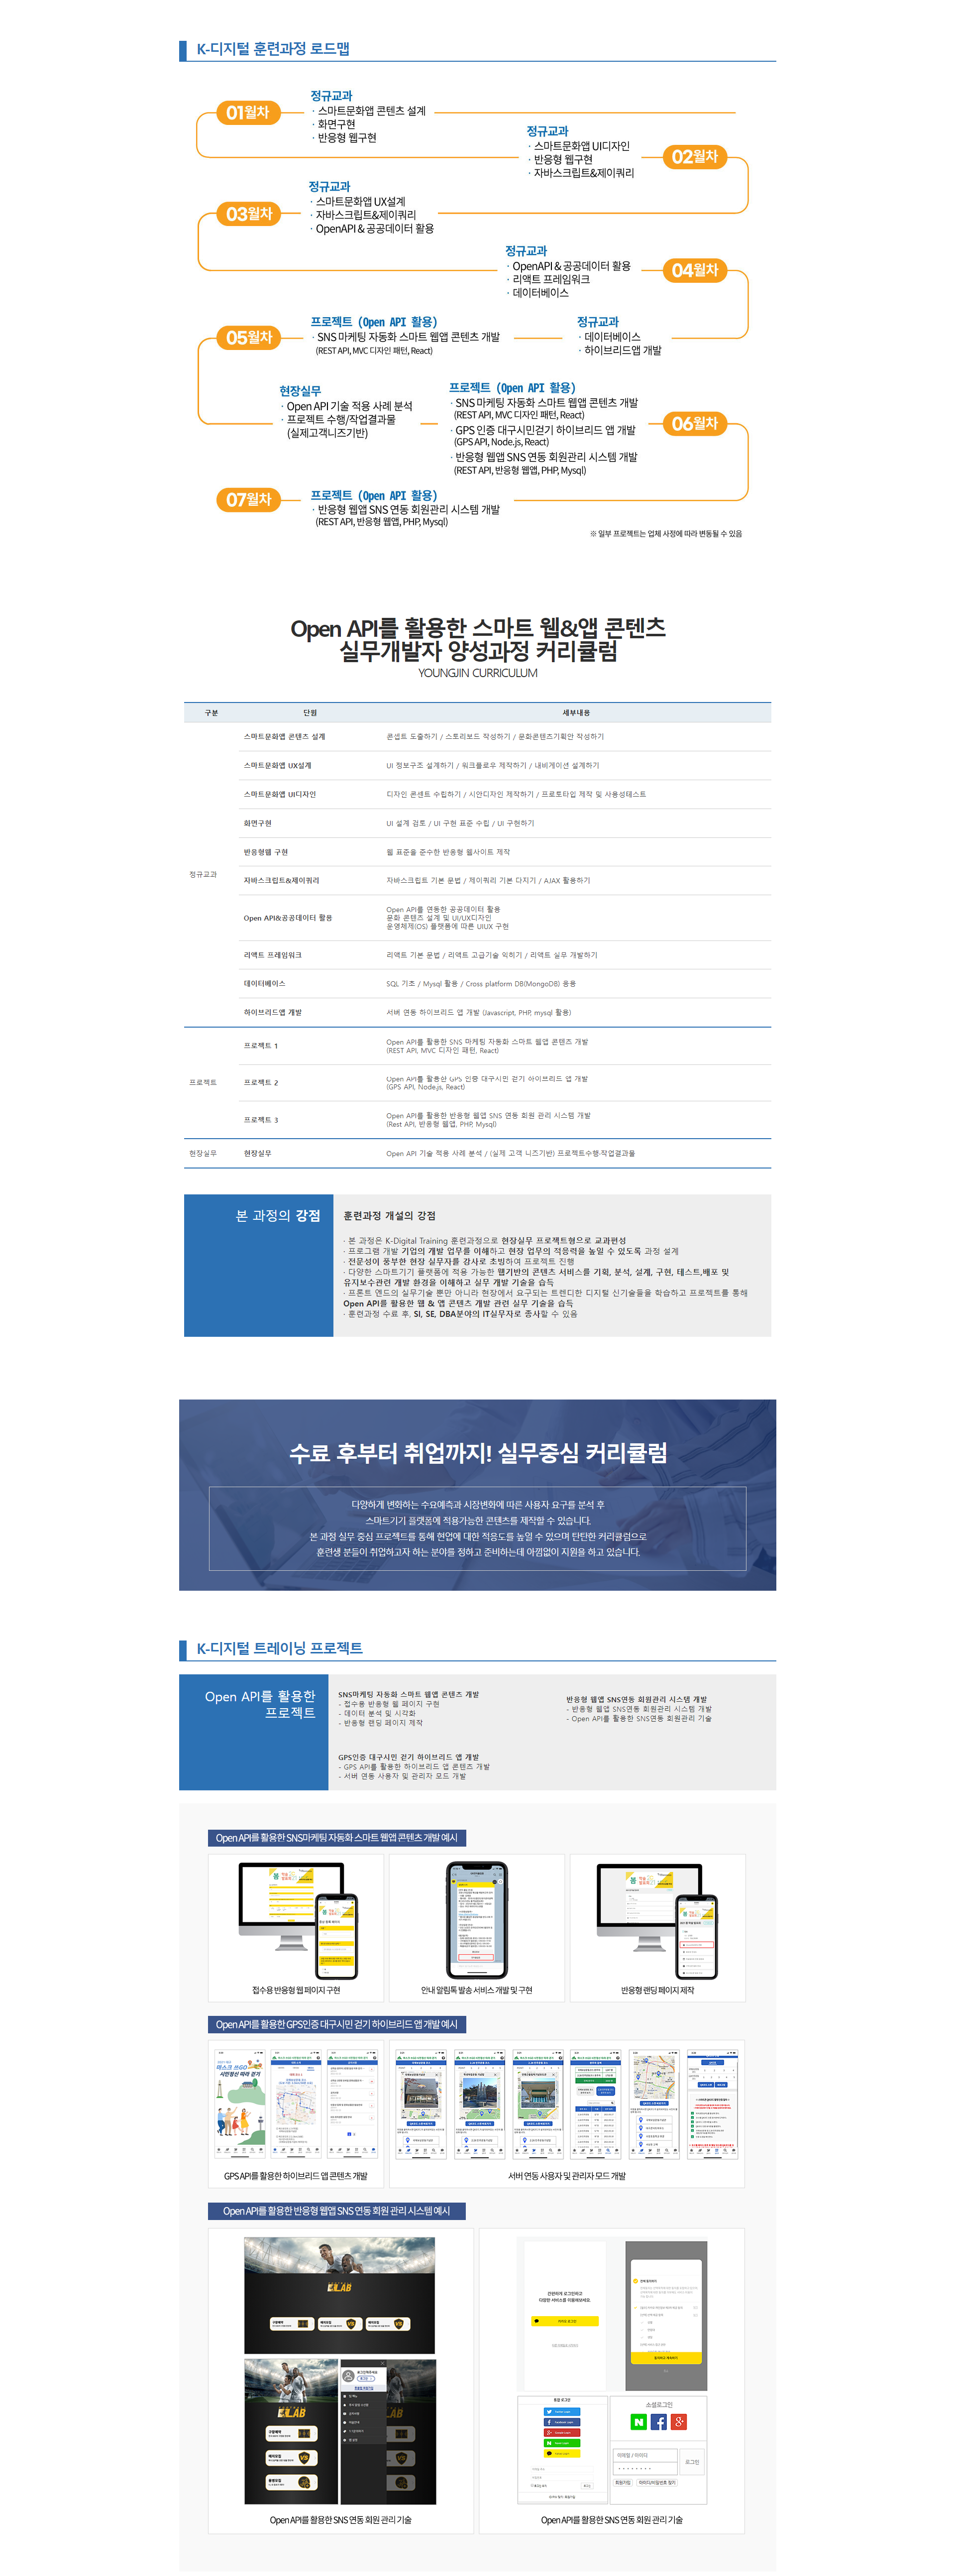 K-디지털 훈련과정 로드맵
01월차
정규교과
· 스마트문화앱 콘텐츠 설계
· 화면구현
· 반응형 웹구현
정규교과
· 스마트문화앱 UI디자인
· 반응형 웹구현
· 자바스크립트&제이쿼리
02월차
03월차
정규교과
· 스마트문화앱 UX설계
· 자바스크립트&제이쿼리
· OpenAPI & 공공데이터 활용
정규교과
· OpenAPI & 공공데이터 활용
· 리액트 프레임워크
· 데이터베이스
04월차
05월차
프로젝트 (Open API 활용)
· SNS 마케팅 자동화 스마트 웹앱 콘텐츠 개발
(REST API, MVC 디자인 패턴, React)
정규교과
· 데이터베이스
· 하이브리드앱 개발
현장실무
· Open API 기술 적용 사례 분석
· 프로젝트 수행/작업결과물
(실제고객니즈기반)
프로젝트 (Open API 활용)
· SNS 마케팅 자동화 스마트 웹앱 콘텐츠 개발
(REST API, MVC 디자인 패턴, React)
· GPS 인증 대구시민걷기 하이브리드 앱 개발
(GPS API, Node.js, React)
· 반응형 웹앱 SNS 연동 회원관리 시스템 개발
(REST API, 반응형 웹앱, PHP, Mysql)
06월차
07월차
프로젝트 (Open API 활용)
· 반응형 웹앱 SNS 연동 회원관리 시스템 개발
(REST API, 반응형 웹앱, PHP, Mysql)
※ 일부 프로젝트는 업체 사정에 따라 변동될 수 있음
Open API를 활용한 스마트 웹&앱 콘텐츠
실무개발자 양성과정 커리큘럼
YOUNGJIN CURRICULUM
구분 단원 세부내용
정규교과
스마트문화앱 콘텐츠 설계 콘셉트 도출하기 / 스토리보드 작성하기 / 문화콘텐츠기획안 작성하기
스마트문화앱 UX설계 UI 정보구조 설계하기 / 워크플로우 제작하기 / 내비게이션 설계하기
스마트문화앱 UI디자인 디자인 콘센트 수립하기 / 시안디자인 제작하기 / 프로토타입 제작 및 사용성테스트
화면구현 UI 설계 검토 / UI 구현 표준 수립 / UI 구현하기
반응형웹 구현 웹 표준을 준수한 반응형 웹사이트 제작
자바스크립트&제이쿼리 자바스크립트 기본 문법 / 제이쿼리 기본 다지기 / AJAX 활용하기
Open API&공공데이터 활용
Open API를 연동한 공공데이터 활용
문화 콘텐츠 설계 및 UI/UX디자인
운영체제(OS) 플랫폼에 따른 UIUX 구현
리액트 프레임워크 리액트 기본 문법 / 리액트 고급기술 익히기 / 리액트 실무 개발하기
데이터베이스 SQL 기초 / Mysql 활용 / Cross platform DB(MongoDB) 응용
하이브리드앱 개발 서버 연동 하이브리드 앱 개발 (Javascript, PHP, mysql 활용)
프로젝트
프로젝트 1
Open API를 활용한 SNS 마케팅 자동화 스마트 웹앱 콘텐츠 개발
(REST API, MVC 디자인 패턴, React)
프로젝트 2
Open API를 활용한 GPS 인증 대구시민 걷기 하이브리드 앱 개발
(GPS API, Node.js, React)
프로젝트 3
Open API를 활용한 반응형 웹앱 SNS 연동 회원 관리 시스템 개발
(Rest API, 반응형 웹앱, PHP, Mysql)
현장실무 현장실무 Open API 기술 적용 사례 분석 / (실제 고객 니즈기반) 프로젝트수행·작업결과물
본 과정의 강점
훈련과정 개설의 강점
· 본 과정은 K-Digital Training 훈련과정으로 현장실무 프로젝트형으로 교과편성
· 프로그램 개발 기업의 개발 업무를 이해하고 현장 업무의 적응력을 높일 수 있도록 과정 설계
· 전문성이 풍부한 현장 실무자를 강사로 초빙하여 프로젝트 진행
· 다양한 스마트기기 플랫폼에 적용 가능한 웹기반의 콘텐츠 서비스를 기획, 분석, 설계, 구현, 테스트,배포 및
유지보수관련 개발 환경을 이해하고 실무 개발 기술을 습득
· 프론트 엔드의 실무기술 뿐만 아니라 현장에서 요구되는 트렌디한 디지털 신기술들을 학습하고 프로젝트를 통해
Open API를 활용한 웹 & 앱 콘텐츠 개발 관련 실무 기술을 습득
· 훈련과정 수료 후, SI, SE, DBA분야의 IT실무자로 종사할 수 있음
수료 후부터 취업까지! 실무중심 커리큘럼
다양하게 변화하는 수요예측과 시장변화에 따른 사용자 요구를 분석 후
스마트기기 플랫폼에 적용가능한 콘텐츠를 제작할 수 있습니다.
본 과정 실무 중심 프로젝트를 통해 현업에 대한 적응도를 높일 수 있으며 탄탄한 커리큘럼으로
훈련생 분들이 취업하고자 하는 분야를 정하고 준비하는데 아낌없이 지원을 하고 있습니다.
K-디지털 트레이닝 프로젝트
Open API를 활용한
프로젝트
SNS마케팅 자동화 스마트 웹앱 콘텐츠 개발
- 접수용 반응형 웹 페이지 구현
- 데이터 분석 및 시각화
- 반응형 랜딩 페이지 제작
반응형 웹앱 SNS연동 회원관리 시스템 개발
- 반응형 웹앱 SNS연동 회원관리 시스템 개발
- Open API를 활용한 SNS연동 회원관리 기술
GPS인증 대구시민 걷기 하이브리드 앱 개발
- GPS API를 활용한 하이브리드 앱 콘텐츠 개발
- 서버 연동 사용자 및 관리자 모드 개발
Open API를 활용한 SNS마케팅 자동화 스마트 웹앱 콘텐츠 개발 예시
접수용 반응형 웹 페이지 구현
안내 알림톡 발송 서비스 개발 및 구현
반응형 랜딩 페이지 제작
Open API를 활용한 GPS인증 대구시민 걷기 하이브리드 앱 개발 예시
마스크 쓰GO
시민정신 따라 걷기
GPS API를 활용한 하이브리드 앱 콘텐츠 개발
서버 연동 사용자 및 관리자 모드 개발
Open API를 활용한 반응형 웹앱 SNS 연동 회원 관리 시스템 예시
구장예약
간편하게 로그인하고
다양한 서비스를 이용해보세요
소셜로그인
이메일 / 아이디
로그인
회원가입
아이디/비밀번호 찾기
Open API를 활용한 SNS 연동 회원 관리 기술
Open API를 활용한 SNS 연동 회원 관리 기술